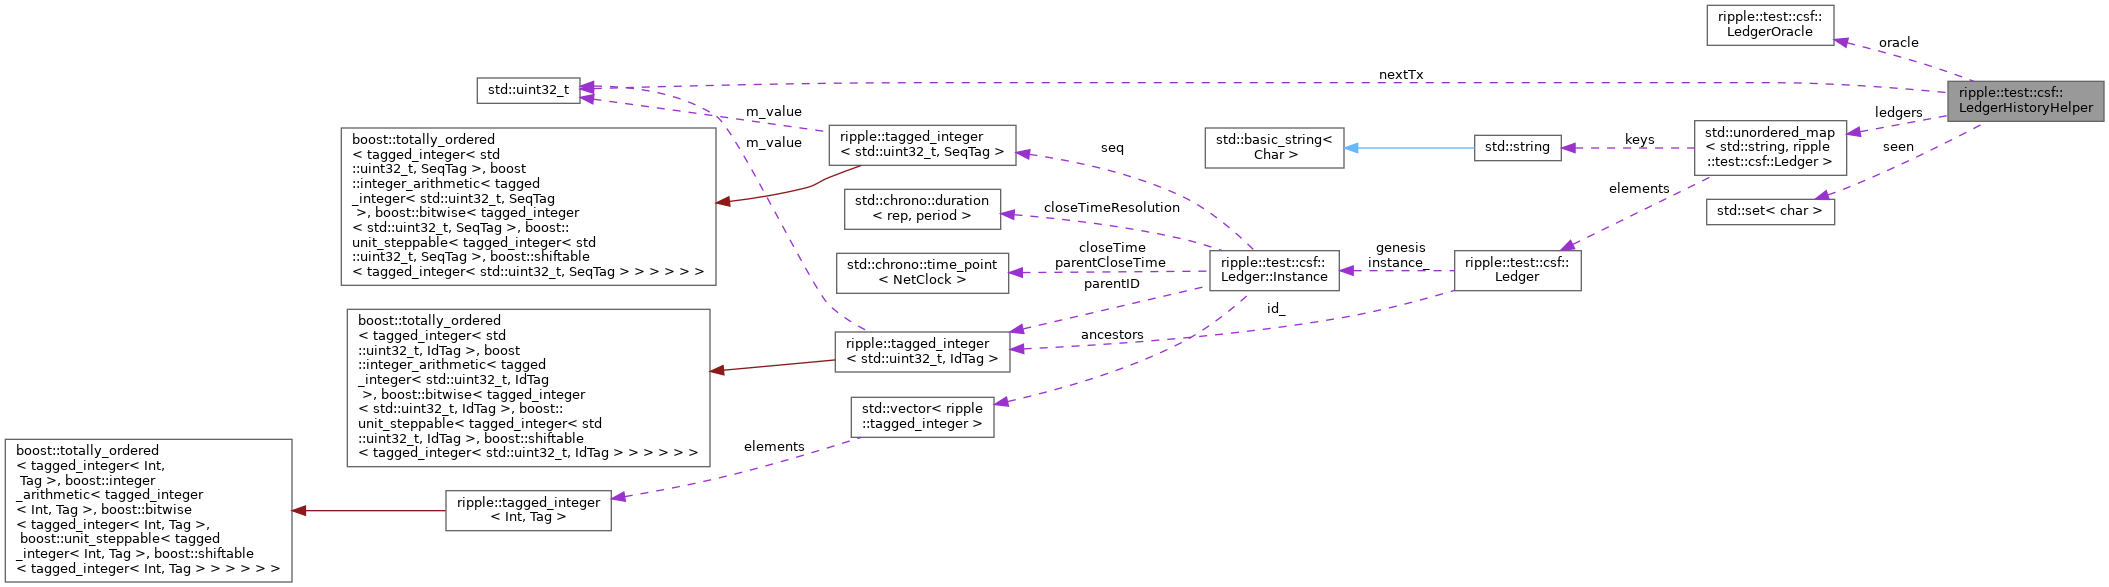 ripple::test::csf::
LedgerOracle
oracle
nextTx
std::uint32_t
ripple::test::csf::
LedgerHistoryHelper
m_value
ledgers
boost::totally_ordered
< tagged_integer< std
::uint32_t, SeqTag >, boost
::integer_arithmetic< tagged
_integer< std::uint32_t, SeqTag
 >, boost::bitwise< tagged_integer
< std::uint32_t, SeqTag >, boost::
unit_steppable< tagged_integer< std
::uint32_t, SeqTag >, boost::shiftable
< tagged_integer< std::uint32_t, SeqTag > > > > > >
m_value
ripple::tagged_integer
< std::uint32_t, SeqTag >
seq
std::basic_string<
Char >
std::string
keys
std::unordered_map
< std::string, ripple
::test::csf::Ledger >
seen
elements
std::set< char >
std::chrono::duration
< rep, period >
closeTimeResolution
std::chrono::time_point
< NetClock >
closeTime
parentCloseTime
parentID
ripple::test::csf::
Ledger::Instance
genesis
instance_
ripple::test::csf::
Ledger
id_
ancestors
boost::totally_ordered
< tagged_integer< std
::uint32_t, IdTag >, boost
::integer_arithmetic< tagged
_integer< std::uint32_t, IdTag
 >, boost::bitwise< tagged_integer
< std::uint32_t, IdTag >, boost::
unit_steppable< tagged_integer< std
::uint32_t, IdTag >, boost::shiftable
< tagged_integer< std::uint32_t, IdTag > > > > > >
ripple::tagged_integer
< std::uint32_t, IdTag >
std::vector< ripple
::tagged_integer >
elements
boost::totally_ordered
< tagged_integer< Int,
 Tag >, boost::integer
_arithmetic< tagged_integer
< Int, Tag >, boost::bitwise
< tagged_integer< Int, Tag >,
 boost::unit_steppable< tagged
_integer< Int, Tag >, boost::shiftable
< tagged_integer< Int, Tag > > > > > >
ripple::tagged_integer
< Int, Tag >